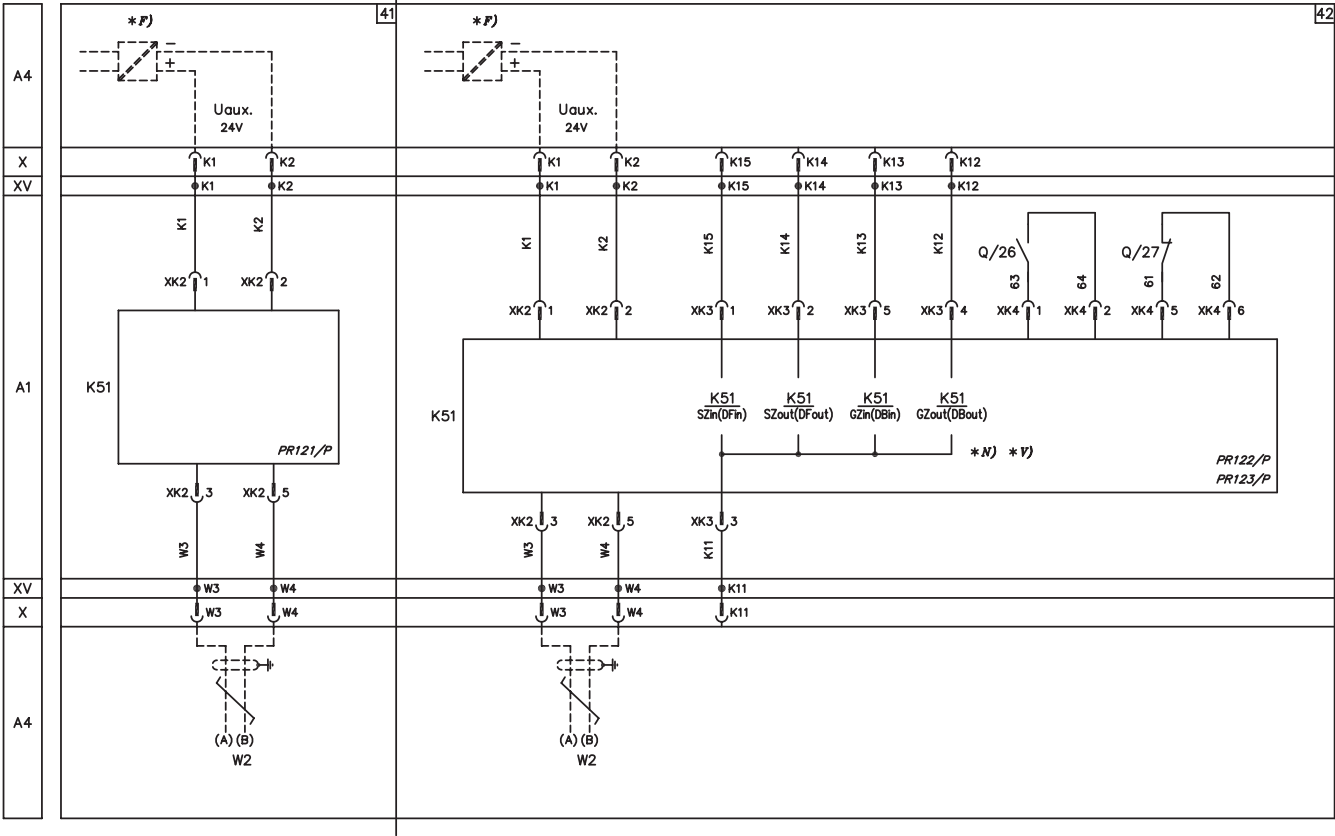 41
42
*F)
*F)
A4
− −
+ +
Uaux. Uaux.
24V 24V
X K1 K2 K1 K2 K15 K14 K13 K12
XV K1 K2 K1 K2 K15 K14 K13 K12
K1 K2 K1 K2 K15 K14 K13 K12
Q/26 63 64 Q/27 61 62
XK2 1 XK2 2
XK2 1 XK2 2 XK3 1 XK3 2 XK3 5 XK3 4 XK4 1 XK4 2 XK4 5 XK4 6
A1 K51 K51
K51 K51 K51 K51
SZin(DFin) SZout(DFout) GZin(DBin) GZout(DBout)
PR121/P
*N) *V)
PR122/P
PR123/P
XK2 3 XK2 5
XK2 3 XK2 5 XK3 3
W3 W4 W3 W4 K11
XV W3 W4 W3 W4 K11
X W3 W4 W3 W4 K11
A4
(A) (B) (A) (B)
W2 W2